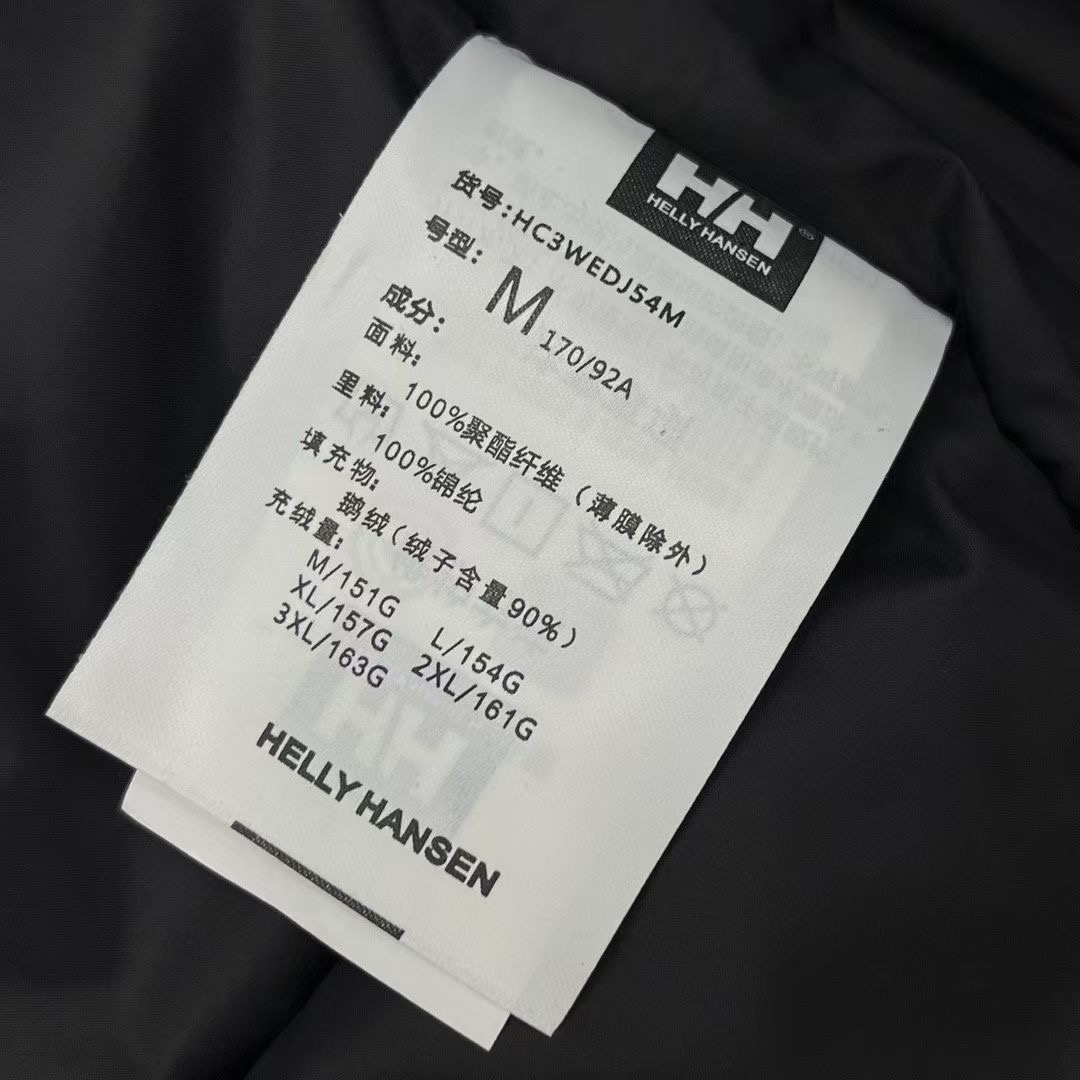 HELLY HANSEN
货号:HC3WEDJ54M
号型: M 170/92A
成分:
面料:
100%聚酯纤维(薄膜除外)
里料:
100%锦纶
填充物:
鹅绒(绒子含量90%)
充绒量:
M/151G L/154G
XL/157G 2XL/161G
3XL/163G
HELLY HANSEN